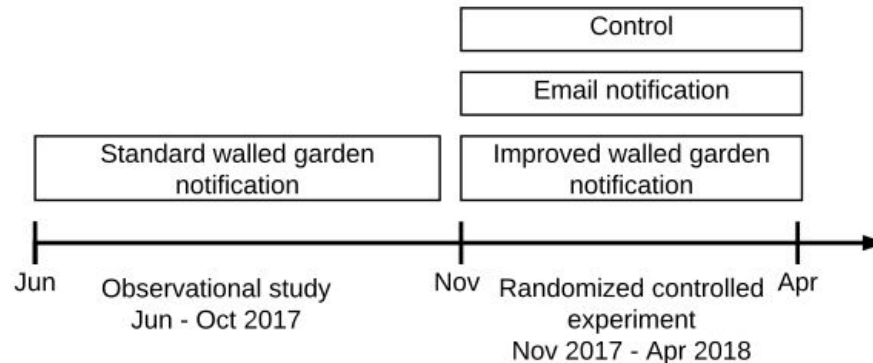 Control
Email notification
Standard walled garden
notification
Improved walled garden
notification
Jun
Nov
Apr
Observational study
Jun - Oct 2017
Randomized controlled
experiment
Nov 2017 - Apr 2018